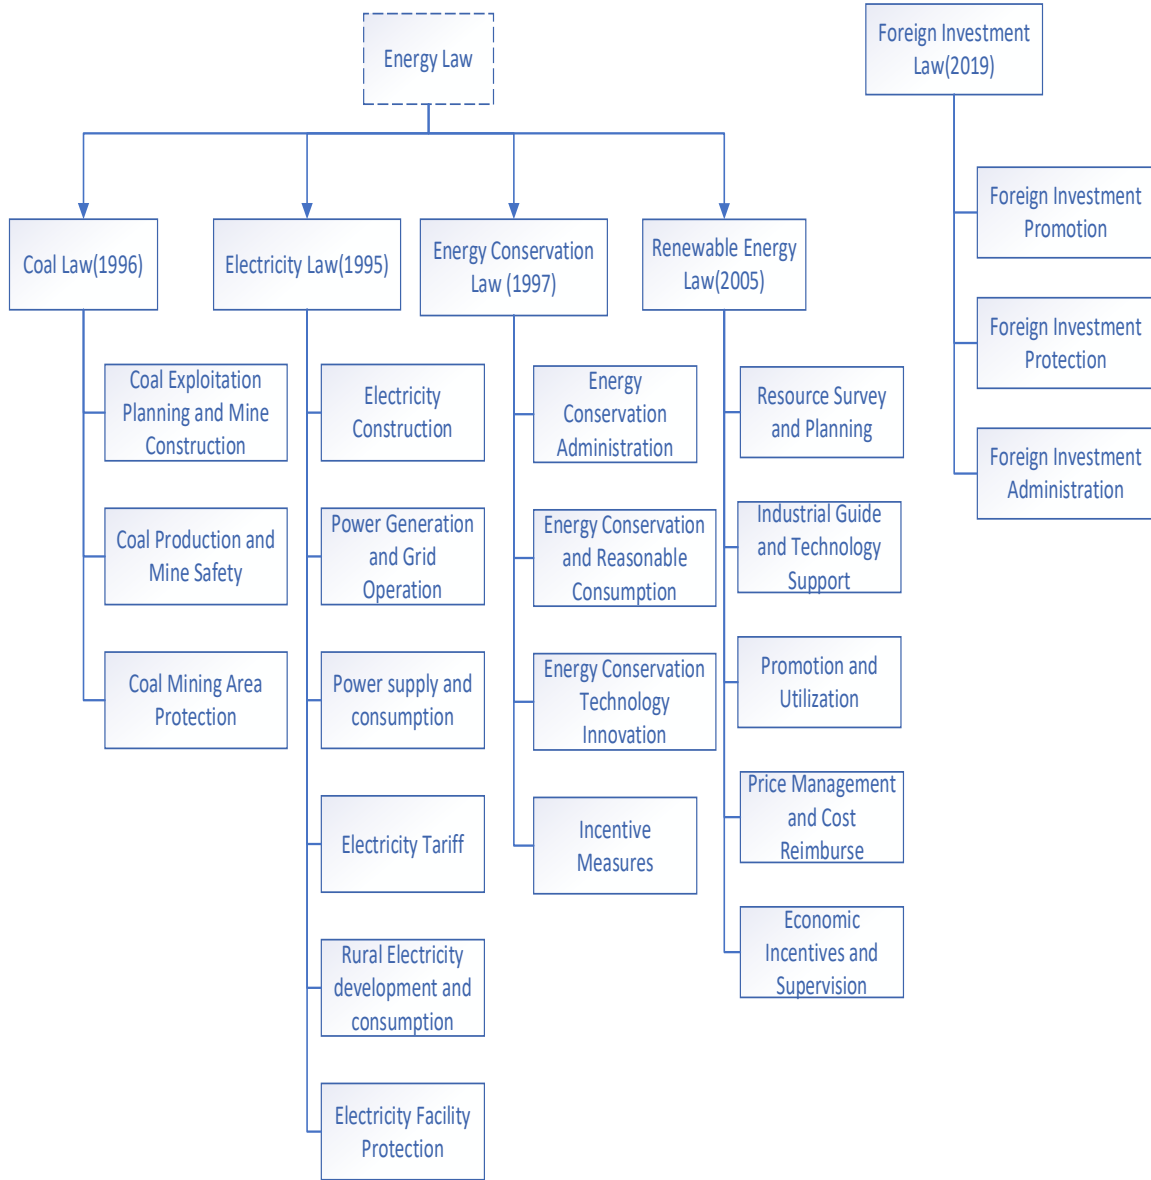 Energy Law
Foreign Investment
Law(2019)
Coal Law(1996)
Electricity Law(1995)
Energy Conservation
Law (1997)
Renewable Energy
Law(2005)
Coal Exploitation
Planning and Mine
Construction
Coal Production and
Mine Safety
Coal Mining Area
Protection
Electricity
Construction
Power Generation
and Grid
Operation
Power supply and
consumption
Electricity Tariff
Rural Electricity
development and
consumption
Electricity Facility
Protection
Energy
Conservation
Administration
Energy Conservation
and Reasonable
Consumption
Energy Conservation
Technology
Innovation
Incentive
Measures
Resource Survey
and Planning
Industrial Guide
and Technology
Support
Promotion and
Utilization
Price Management
and Cost
Reimburse
Economic
Incentives and
Supervision
Foreign Investment
Promotion
Foreign Investment
Protection
Foreign Investment
Administration